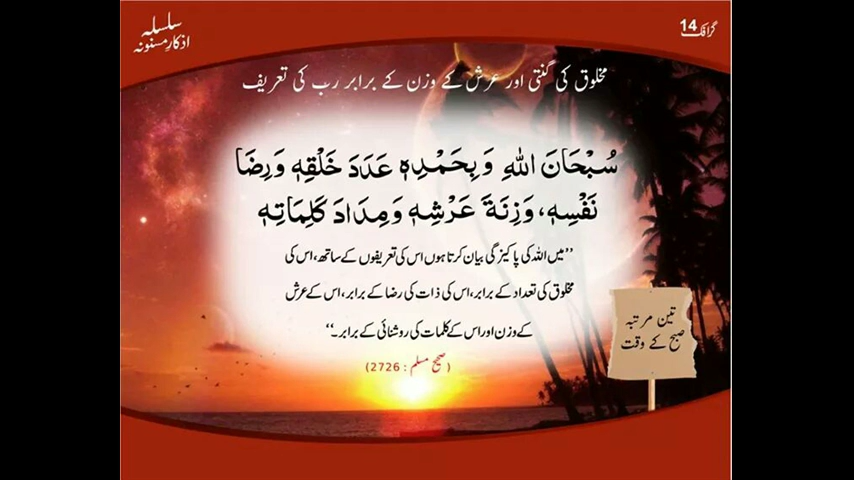 سلسلہ
اذکارِ مسنونہ
گرافک 14
مخلوق کی گنتی اور عرش کے وزن کے برابر رب کی تعریف
سُبْحَانَ اللّٰهِ وَبِحَمْدِهٖ عَدَدَ خَلْقِهٖ وَرِضَا
نَفْسِهٖ، وَزِنَةَ عَرْشِهٖ وَمِدَادَ كَلِمَاتِهٖ
’’میں اللہ کی پاکیزگی بیان کرتا ہوں اس کی تعریفوں کے ساتھ، اس کی
مخلوق کی تعداد کے برابر، اس کی ذات کی رضا کے برابر، اس کے عرش
کے وزن اور اس کے کلمات کی روشنائی کے برابر۔‘‘
(صحیح مسلم : 2726)
تین مرتبہ
صبح کے وقت